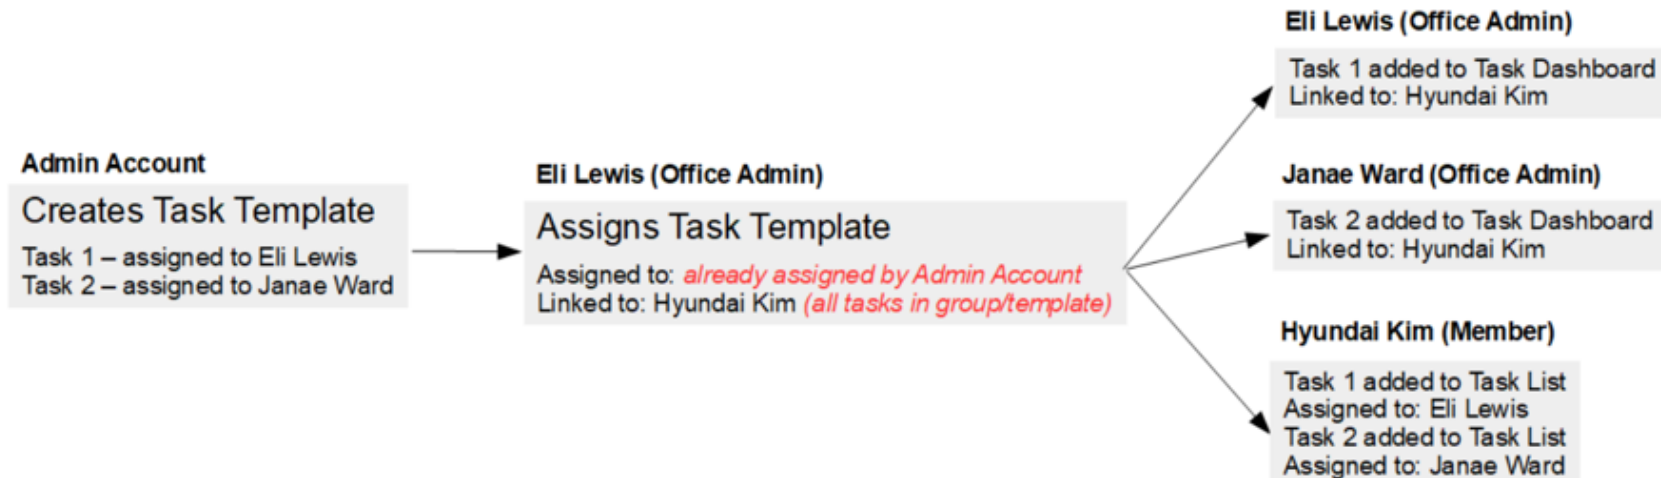 Admin Account
Creates Task Template
Task 1 – assigned to Eli Lewis
Task 2 – assigned to Janae Ward
Eli Lewis (Office Admin)
Assigns Task Template
Assigned to: already assigned by Admin Account
Linked to: Hyundai Kim (all tasks in group/template)
Eli Lewis (Office Admin)
Task 1 added to Task Dashboard
Linked to: Hyundai Kim
Janae Ward (Office Admin)
Task 2 added to Task Dashboard
Linked to: Hyundai Kim
Hyundai Kim (Member)
Task 1 added to Task List
Assigned to: Eli Lewis
Task 2 added to Task List
Assigned to: Janae Ward